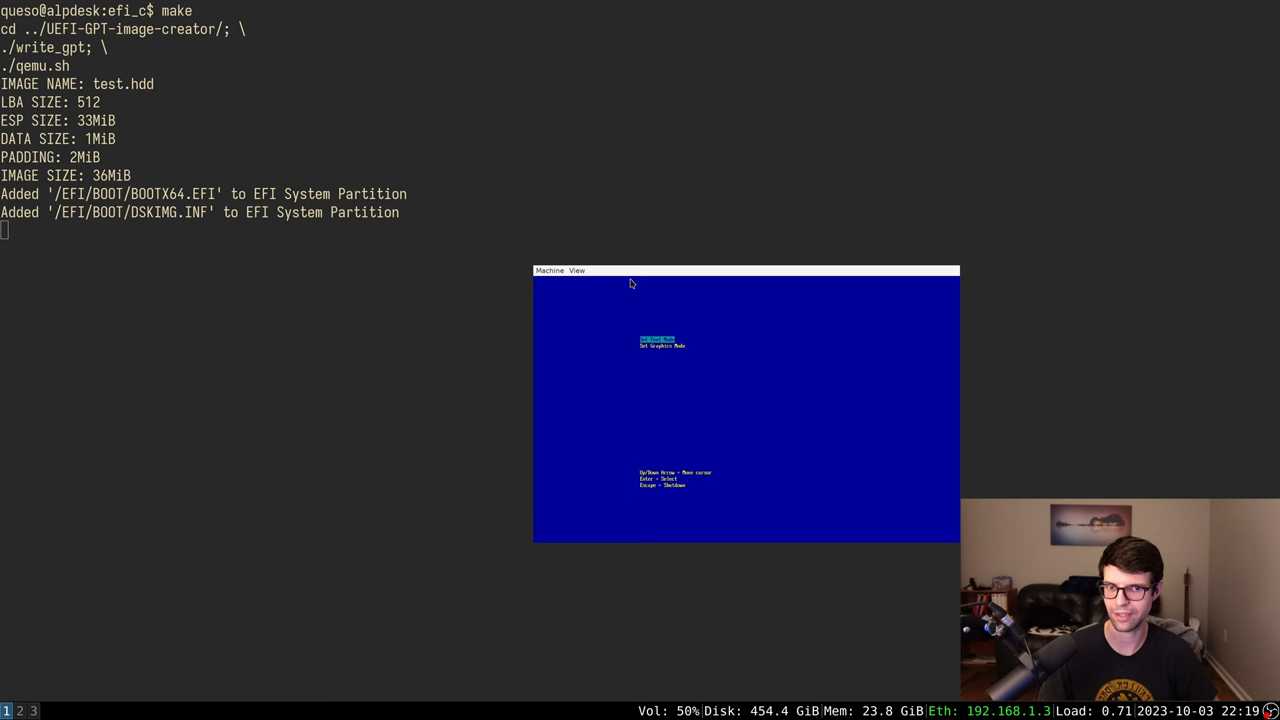 queso@alpdesk:efi_c$ make
cd ../UEFI-GPT-image-creator/; \
./write_gpt; \
./qemu.sh
IMAGE NAME: test.hdd
LBA SIZE: 512
ESP SIZE: 33MiB
DATA SIZE: 1MiB
PADDING: 2MiB
IMAGE SIZE: 36MiB
Added '/EFI/BOOT/BOOTX64.EFI' to EFI System Partition
Added '/EFI/BOOT/DSKIMG.INF' to EFI System Partition
Machine View
Set Text Mode
Set Graphics Mode
Up/Down Arrow = Move cursor
Enter = Select
Escape = Shutdown
1 2 3
Vol: 50%|Disk: 454.4 GiB|Mem: 23.8 GiB|Eth: 192.168.1.3|Load: 0.71|2023-10-03 22:19